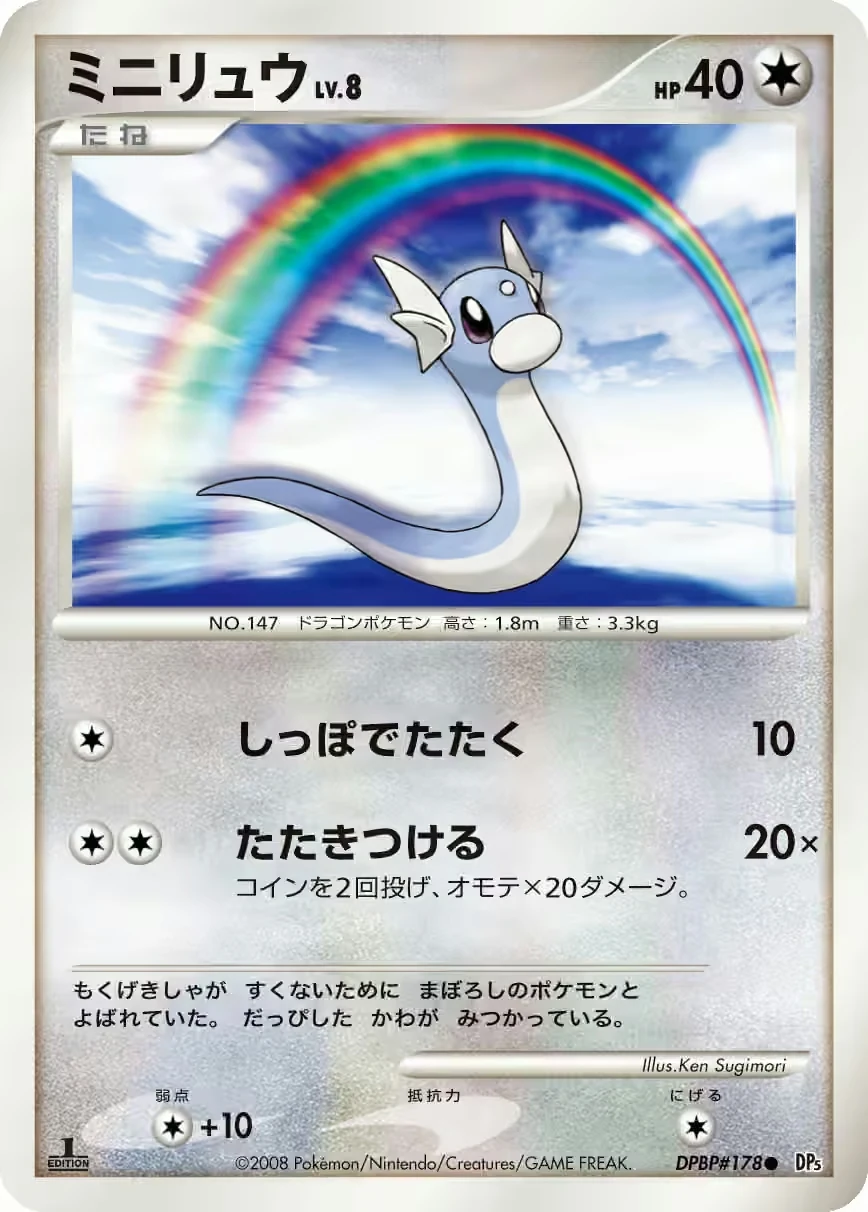 ミニリュウ LV.8 HP 40
たね
NO.147 ドラゴンポケモン 高さ:1.8m 重さ:3.3kg
しっぽでたたく 10
たたきつける 20×
コインを2回投げ、オモテ×20ダメージ。
もくげきしゃが すくないために まぼろしのポケモンと
よばれていた。 だっぴした かわが みつかっている。
Illus.Ken Sugimori
弱点 抵抗力 にげる
+10
1 EDITION ©2008 Pokémon/Nintendo/Creatures/GAME FREAK. DPBP#178● DP5